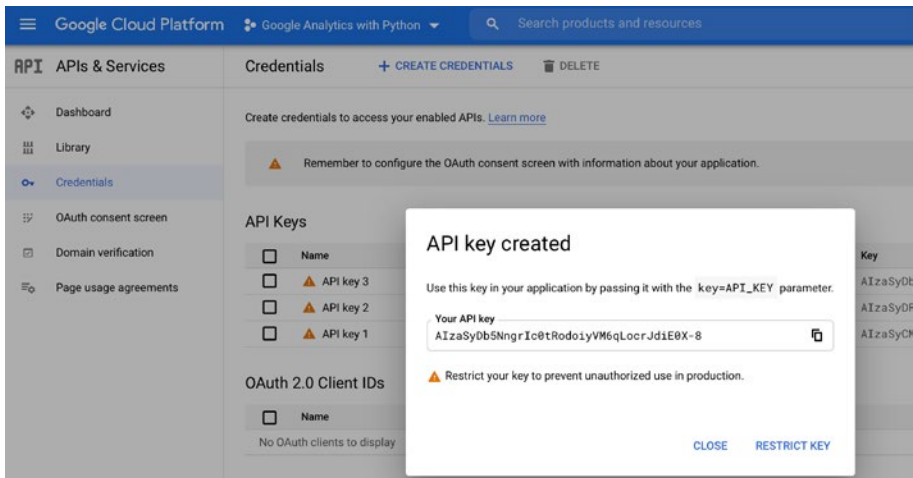 Google Cloud Platform Google Analytics with Python Search products and resources
API APIs & Services
Dashboard
Library
Credentials
OAuth consent screen
Domain verification
Page usage agreements
Credentials + CREATE CREDENTIALS DELETE
Create credentials to access your enabled APIs. Learn more
Remember to configure the OAuth consent screen with information about your application.
API Keys
Name Key
API key 3 AIzaSyDb
API key 2 AIzaSyDF
API key 1 AIzaSyCM
OAuth 2.0 Client IDs
Name
No OAuth clients to display
API key created
Use this key in your application by passing it with the key=API_KEY parameter.
Your API key
AIzaSyDb5NngrIc0tRodoiyVM6qLocrJdiE0X-8
Restrict your key to prevent unauthorized use in production.
CLOSE RESTRICT KEY